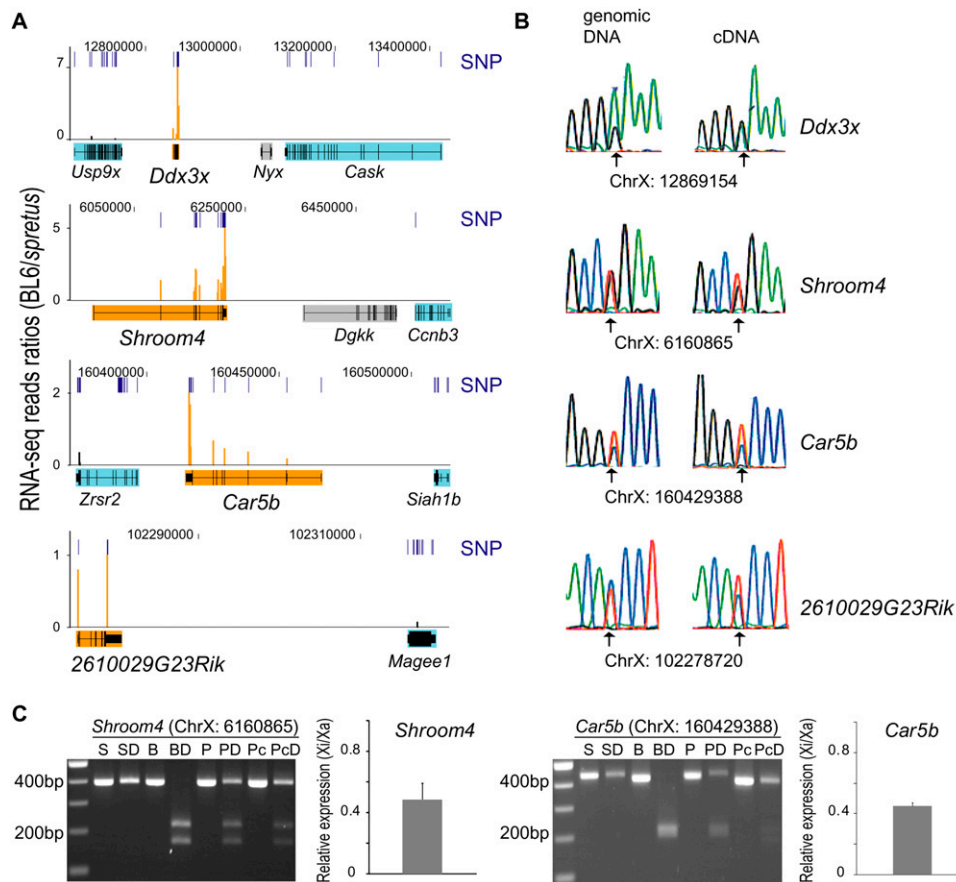 A
12800000 13000000 13200000 13400000
7
SNP
0
Usp9x Ddx3x Nyx Cask
6050000 6250000 6450000
5
SNP
0
Shroom4 Dgkk Ccnb3
160400000 160450000 160500000
2
SNP
0
Zrsr2 Car5b Siah1b
102290000 102310000
1
SNP
0
2610029G23Rik Magee1
RNA-seq reads ratios (BL6/spretus)
B
genomic DNA cDNA
Ddx3x
ChrX: 12869154
Shroom4
ChrX: 6160865
Car5b
ChrX: 160429388
2610029G23Rik
ChrX: 102278720
C
Shroom4 (ChrX: 6160865)
S SD B BD P PD Pc PcD
400bp
200bp
Relative expression (Xi/Xa)
0.8
0.4
0
Shroom4
Car5b (ChrX: 160429388)
S SD B BD P PD Pc PcD
400bp
200bp
Relative expression (Xi/Xa)
0.8
0.4
0
Car5b